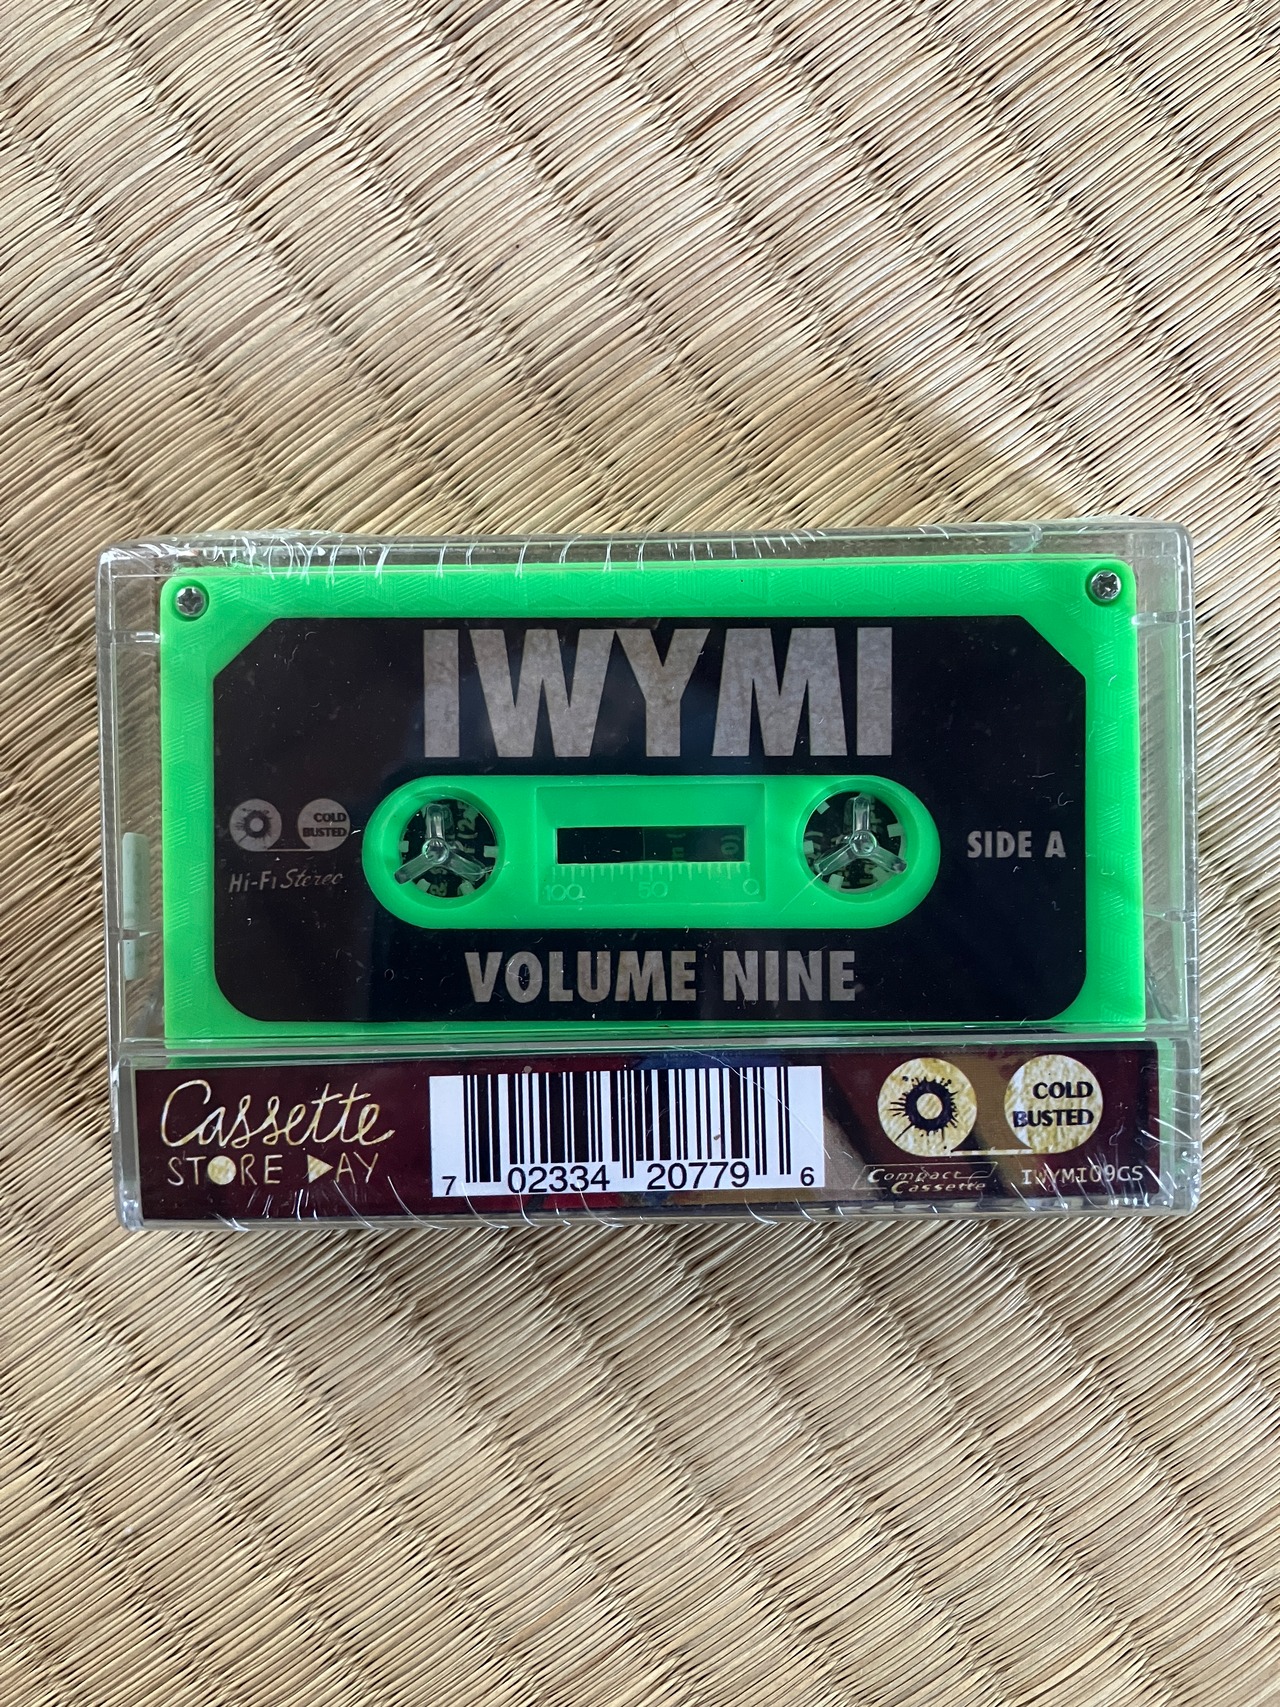 IWYMI
COLD
BUSTED
Hi-Fi Stereo
SIDE A
100 50 0
VOLUME NINE
Cassette
STORE DAY
7 02334 20779 6
COLD
BUSTED
Compact
Cassette
IWYMI09CS